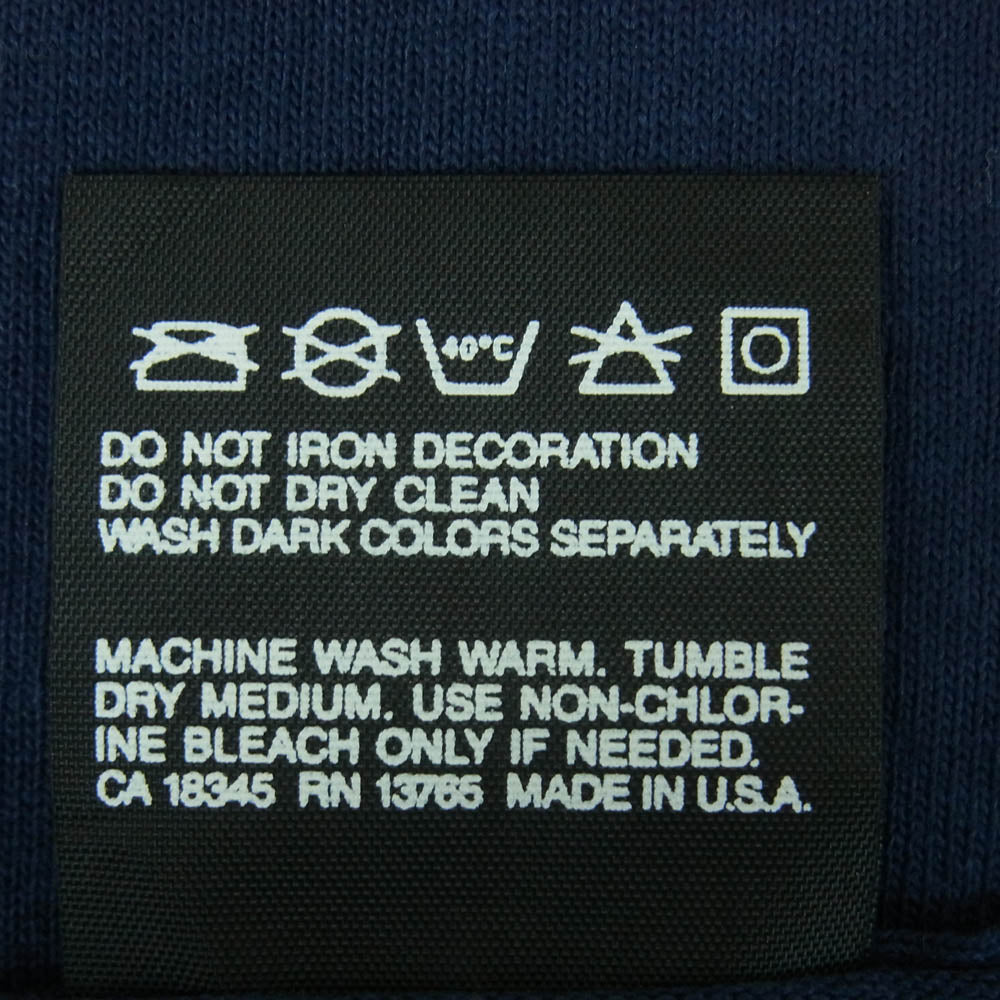 40°C
DO NOT IRON DECORATION
DO NOT DRY CLEAN
WASH DARK COLORS SEPARATELY
MACHINE WASH WARM. TUMBLE
DRY MEDIUM. USE NON-CHLOR-
INE BLEACH ONLY IF NEEDED.
CA 18345 RN 13765 MADE IN U.S.A.